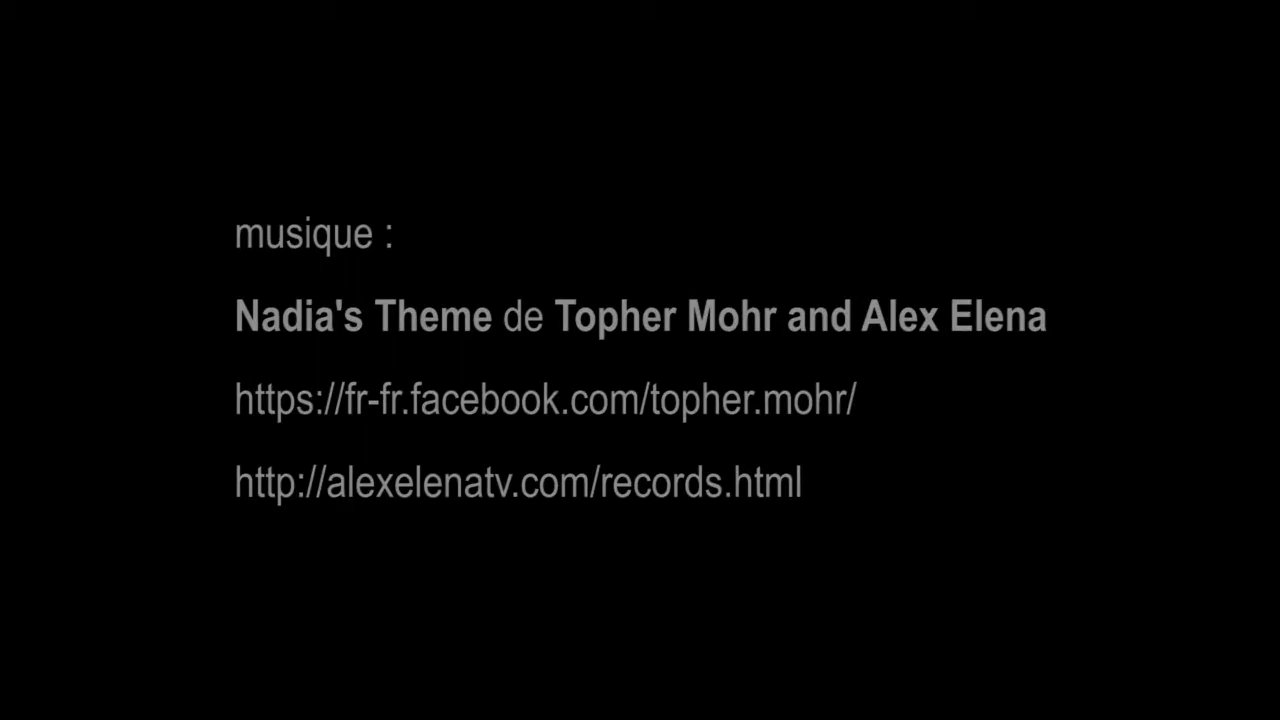 musique :
Nadia's Theme de Topher Mohr and Alex Elena
https://fr-fr.facebook.com/topher.mohr/
http://alexelenatv.com/records.html